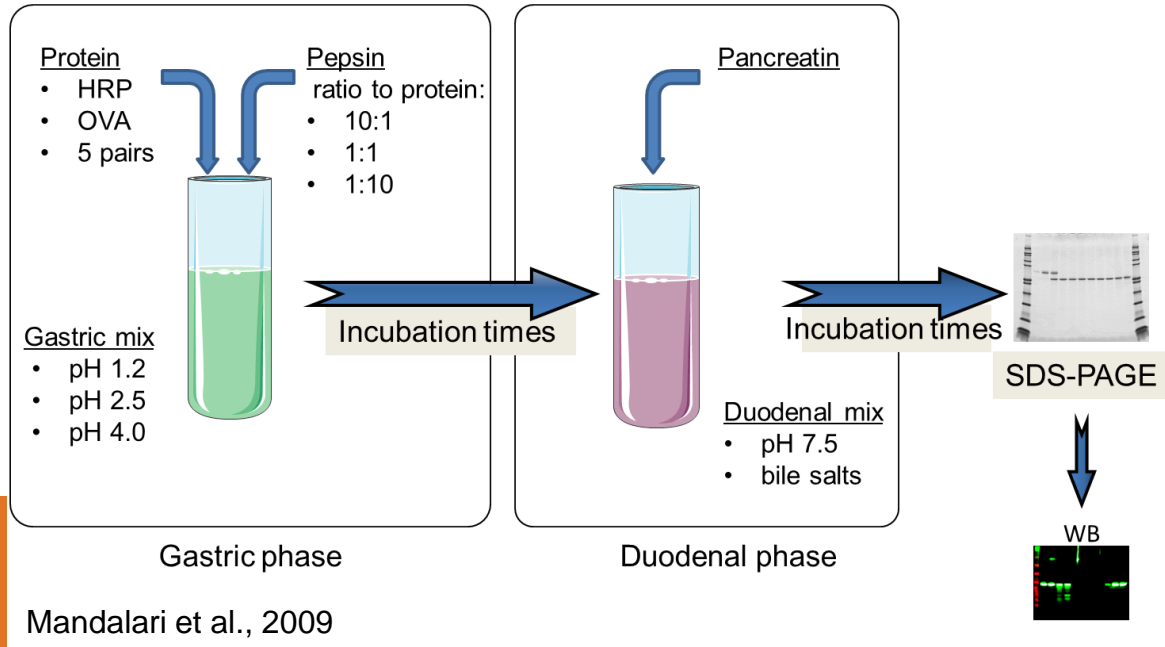 Protein
• HRP
• OVA
• 5 pairs
Pepsin
ratio to protein:
• 10:1
• 1:1
• 1:10
Gastric mix
• pH 1.2
• pH 2.5
• pH 4.0
Incubation times
Gastric phase
Pancreatin
Duodenal mix
• pH 7.5
• bile salts
Incubation times
Duodenal phase
SDS-PAGE
WB
Mandalari et al., 2009